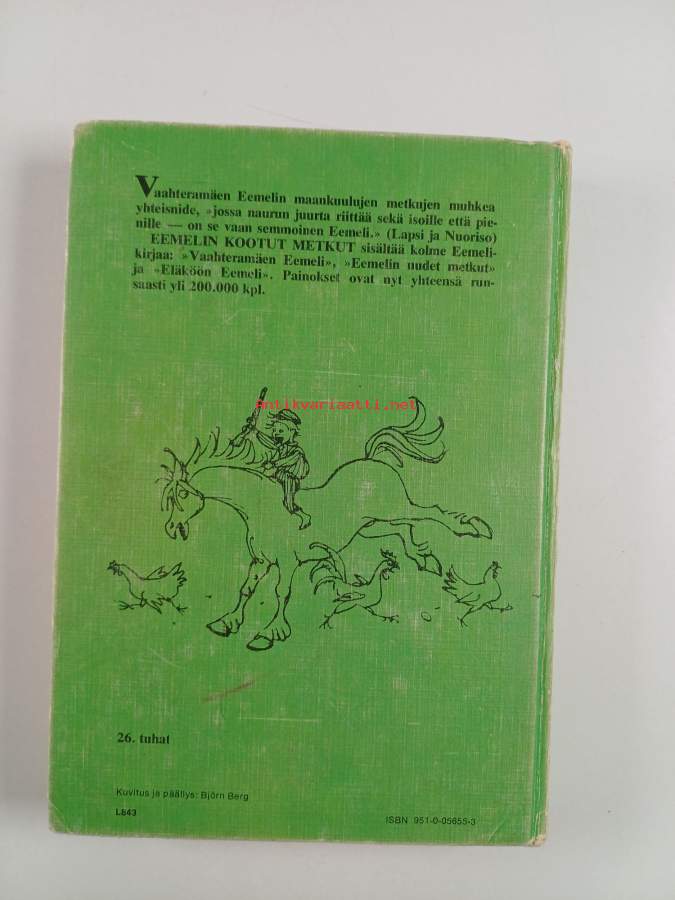 Vaahteramäen Eemelin maankuulujen metkujen muhkea
yhteisnide, »jossa naurun juurta riittää sekä isoille että pie-
nille — on se vaan semmoinen Eemeli.» (Lapsi ja Nuoriso)
EEMELIN KOOTUT METKUT sisältää kolme Eemeli-
kirjaa: »Vaahteramäen Eemeli», »Eemelin uudet metkut»
ja »Eläköön Eemeli». Painokset ovat nyt yhteensä run-
saasti yli 200.000 kpl.
Antikvariaatti.net
26. tuhat
Kuvitus ja päällys: Björn Berg
L843
ISBN 951-0-05655-3